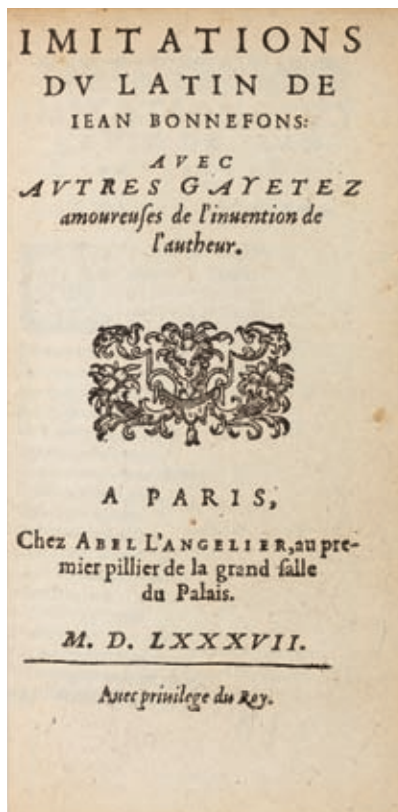 IMITATIONS
DV LATIN DE
IEAN BONNEFONS:
AVEC
AVTRES GAYETEZ
amoureuſes de l'inuention de
l'autheur.
A PARIS,
Chez ABEL L'ANGELIER, au pre-
mier pillier de la grand ſalle
du Palais.
M. D. LXXXVII.
Auec priuilege du Roy.